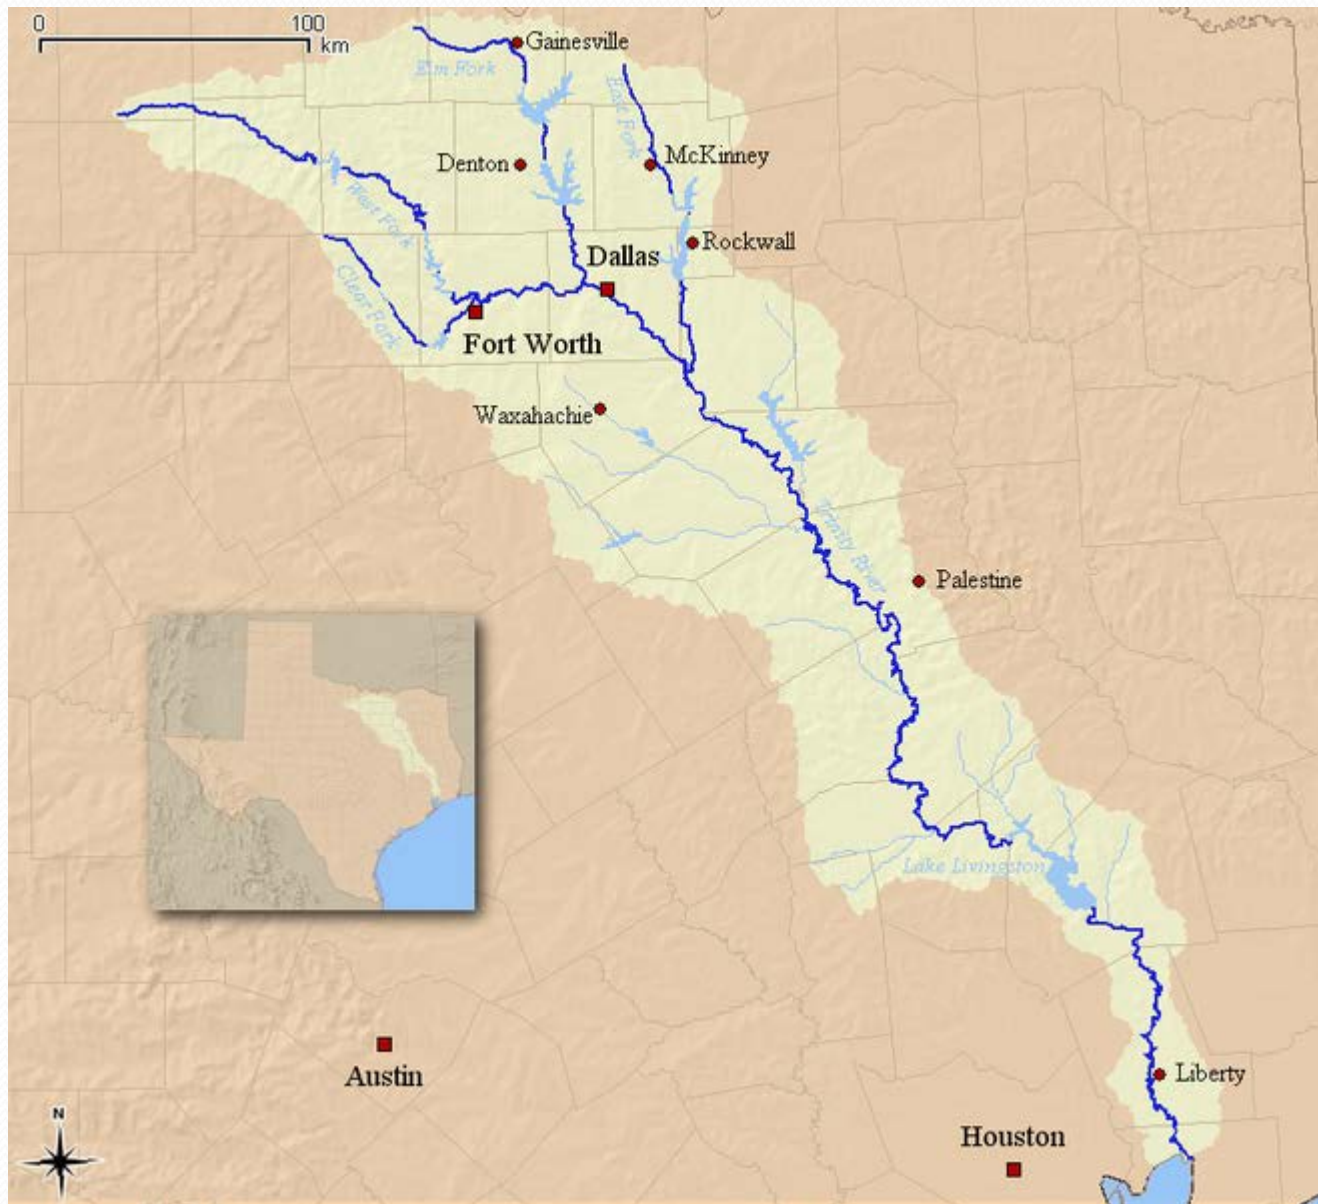 0
100
km
Gainesville
Elm Fork
East Fork
Denton
McKinney
West Fork
Rockwall
Dallas
Clear Fork
Fort Worth
Waxahachie
Trinity River
Palestine
Lake Livingston
Austin
Liberty
N
Houston